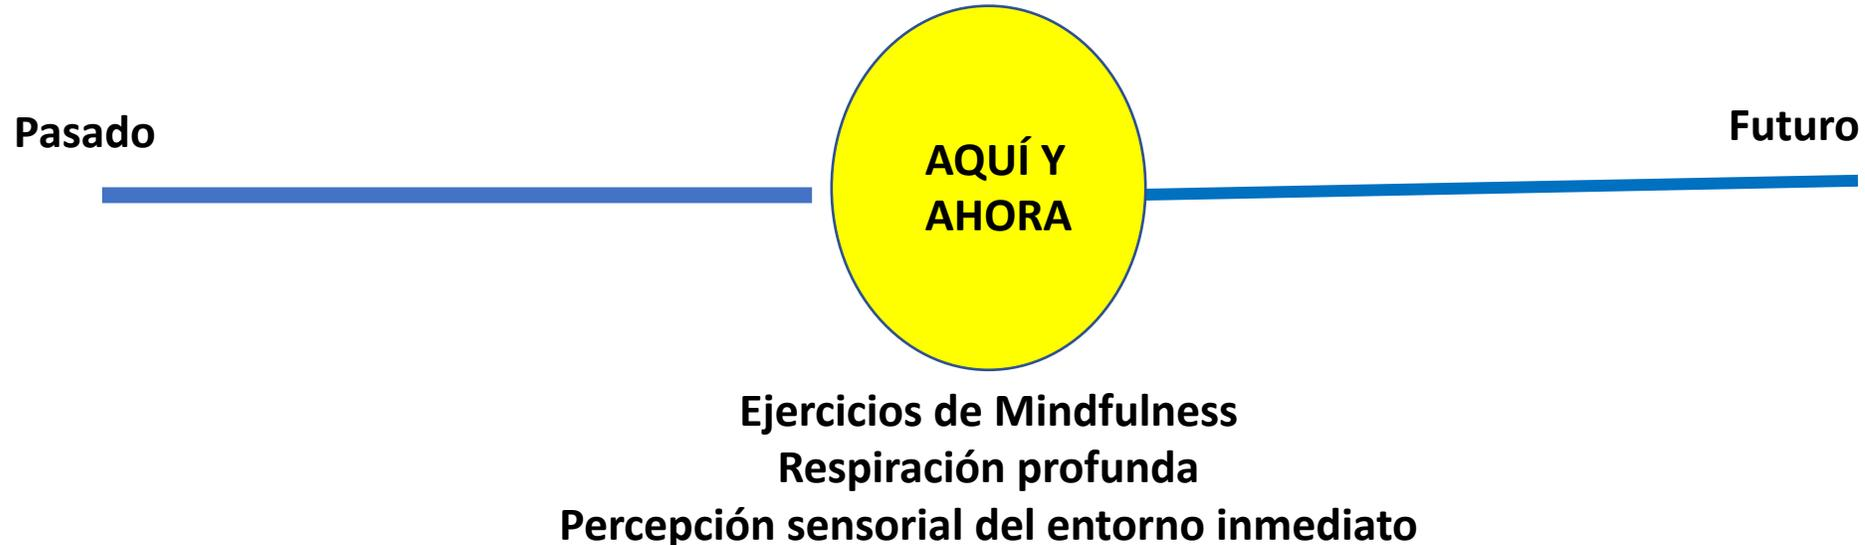 Pasado
Futuro
AQUÍ Y
AHORA
Ejercicios de Mindfulness
Respiración profunda
Percepción sensorial del entorno inmediato